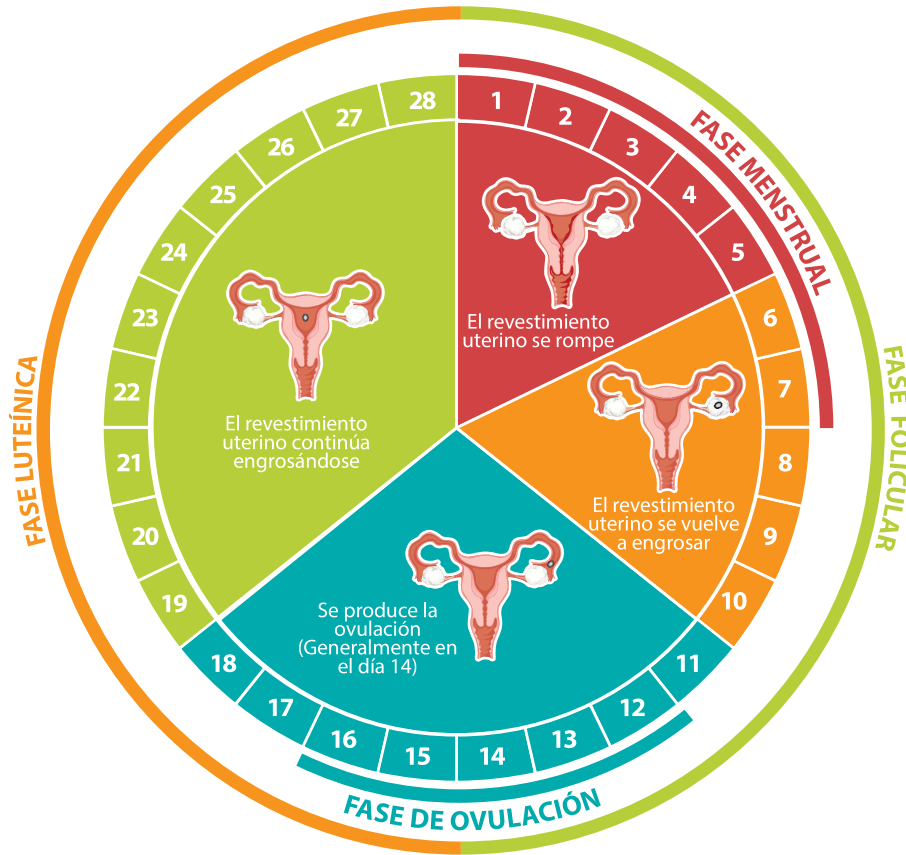 FASE MENSTRUAL
FASE FOLICULAR
FASE DE OVULACIÓN
FASE LUTEÍNICA
1
2
3
4
5
6
7
8
9
10
11
12
13
14
15
16
17
18
19
20
21
22
23
24
25
26
27
28
El revestimiento
uterino se rompe
El revestimiento
uterino se vuelve
a engrosar
Se produce la
ovulación
(Generalmente en
el día 14)
El revestimiento
uterino continúa
engrosándose